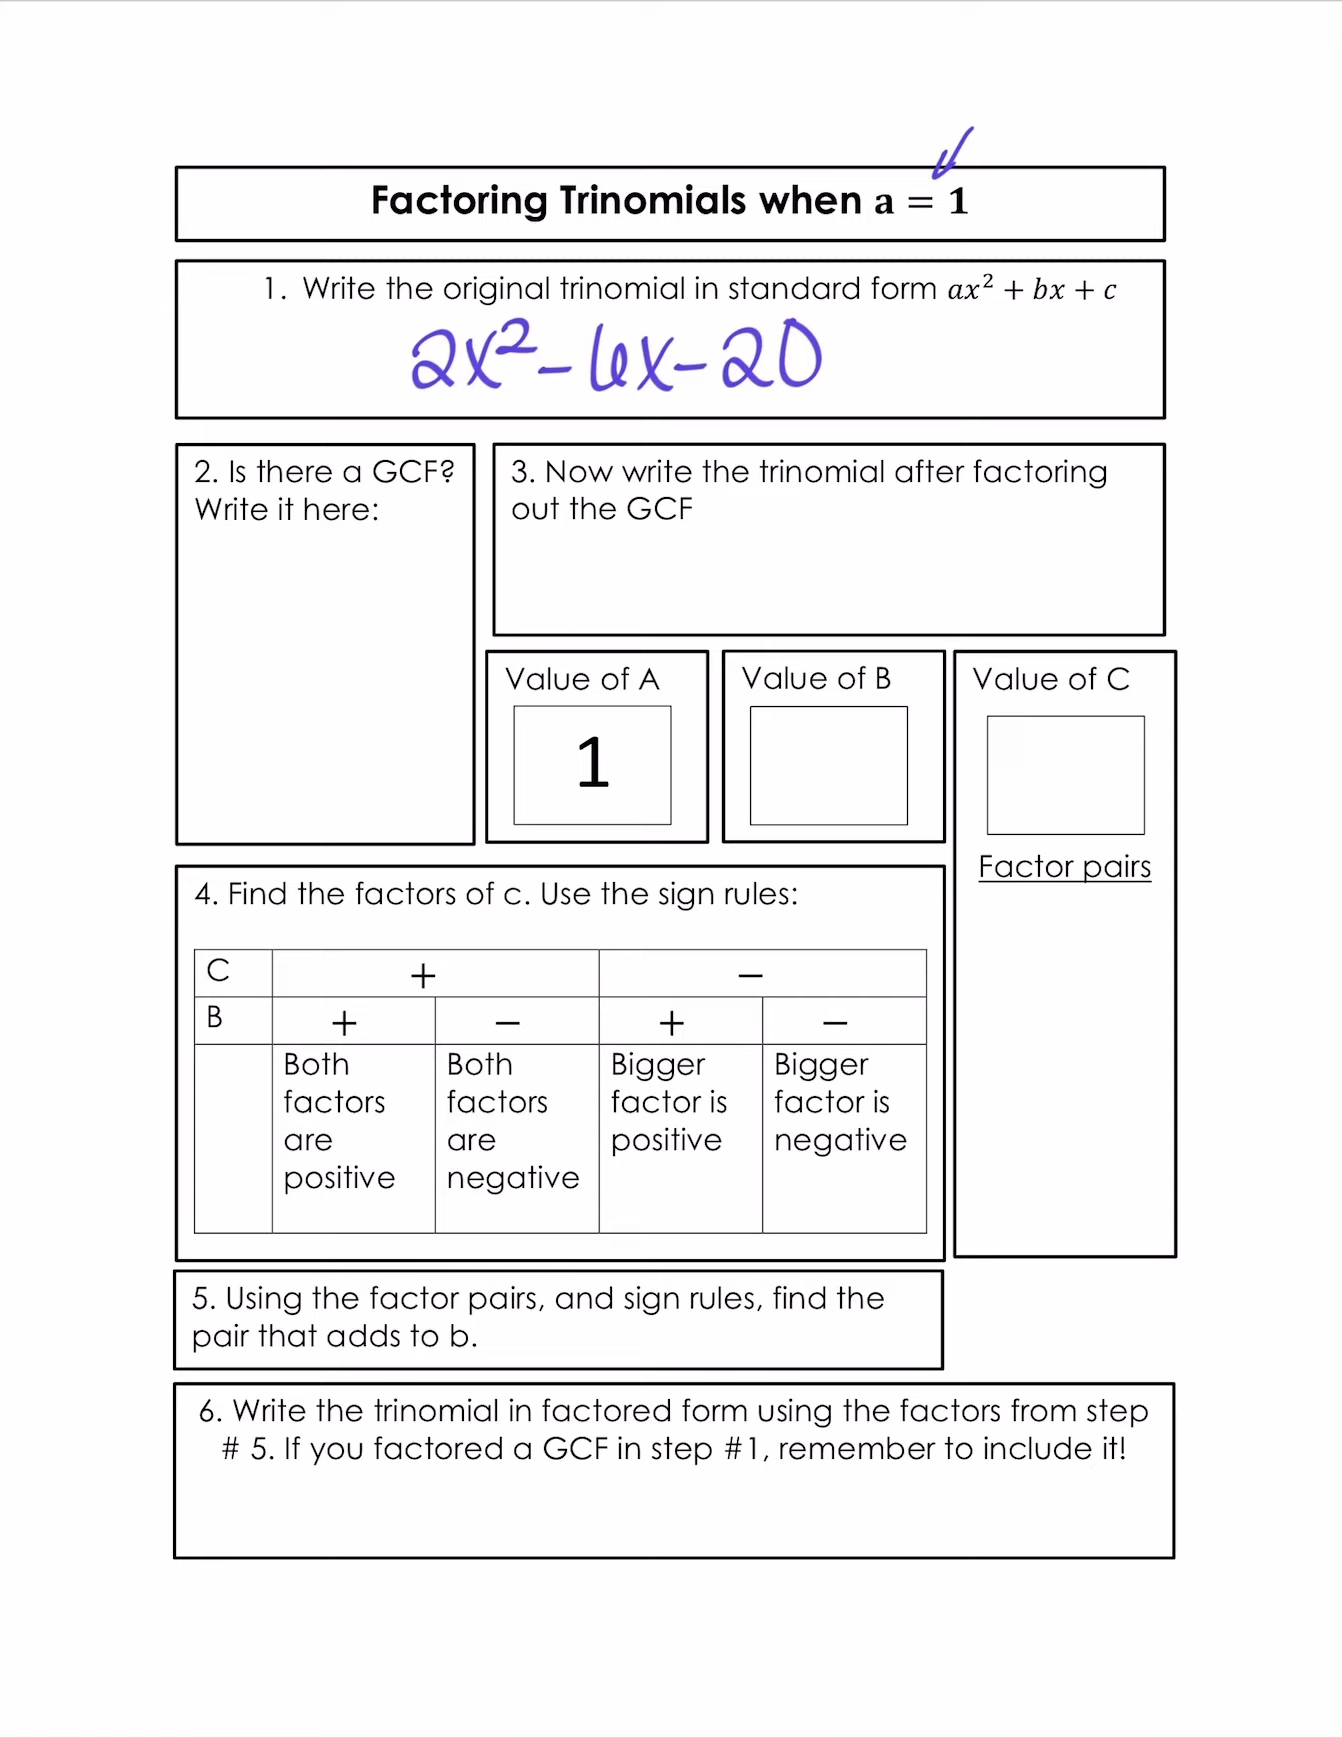 Factoring Trinomials when a = 1
1. Write the original trinomial in standard form ax² + bx + c
2x² - 6x - 20
2. Is there a GCF?
Write it here:
3. Now write the trinomial after factoring
out the GCF
Value of A
1
Value of B
Value of C
Factor pairs
4. Find the factors of c. Use the sign rules:
C + −
B + − + −
Both factors are positive
Both factors are negative
Bigger factor is positive
Bigger factor is negative
5. Using the factor pairs, and sign rules, find the
pair that adds to b.
6. Write the trinomial in factored form using the factors from step
# 5. If you factored a GCF in step #1, remember to include it!